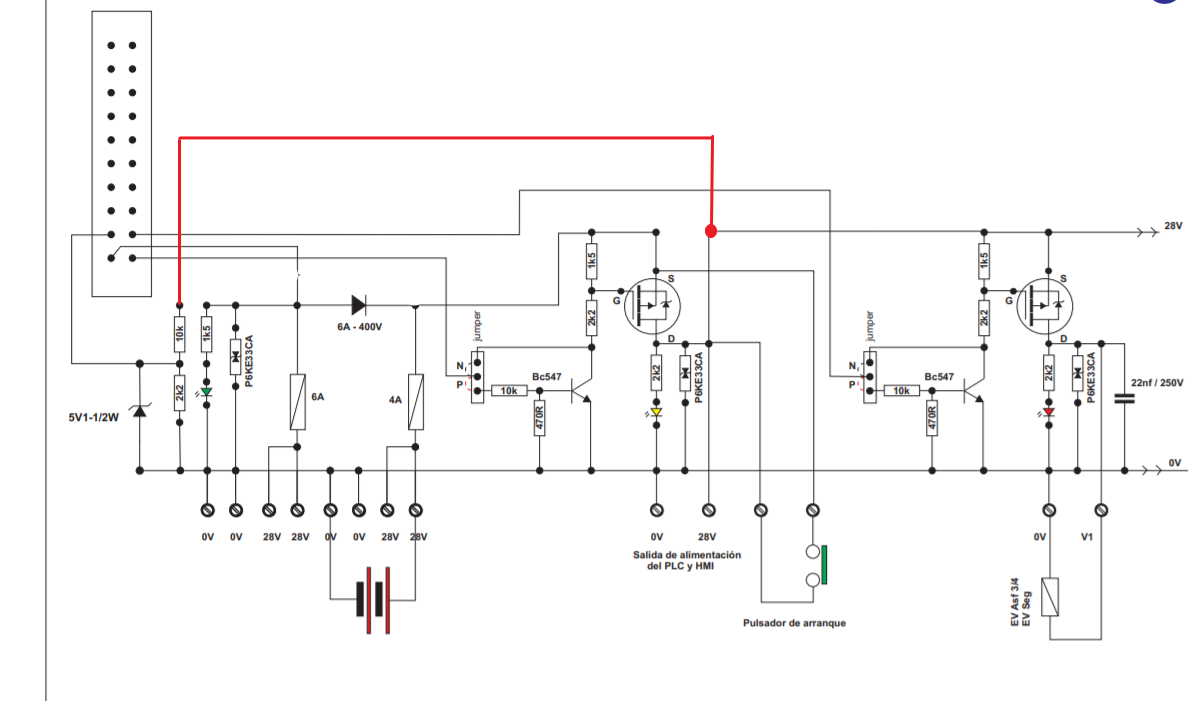 28V
S
S
1k5
1k5
G
G
6A - 400V
jumper
jumper
10k
1k5
P6KE33CA
2k2
2k2
D
D
N
P
N
P
Bc547
Bc547
10k
10k
2k2
2k2
P6KE33CA
P6KE33CA
22nf / 250V
2k2
5V1-1/2W
6A
4A
470R
470R
0V
0V
0V
28V
28V
0V
0V
28V
28V
0V
28V
0V
V1
Salida de alimentación
del PLC y HMI
EV Asf 3/4
EV Seg
Pulsador de arranque